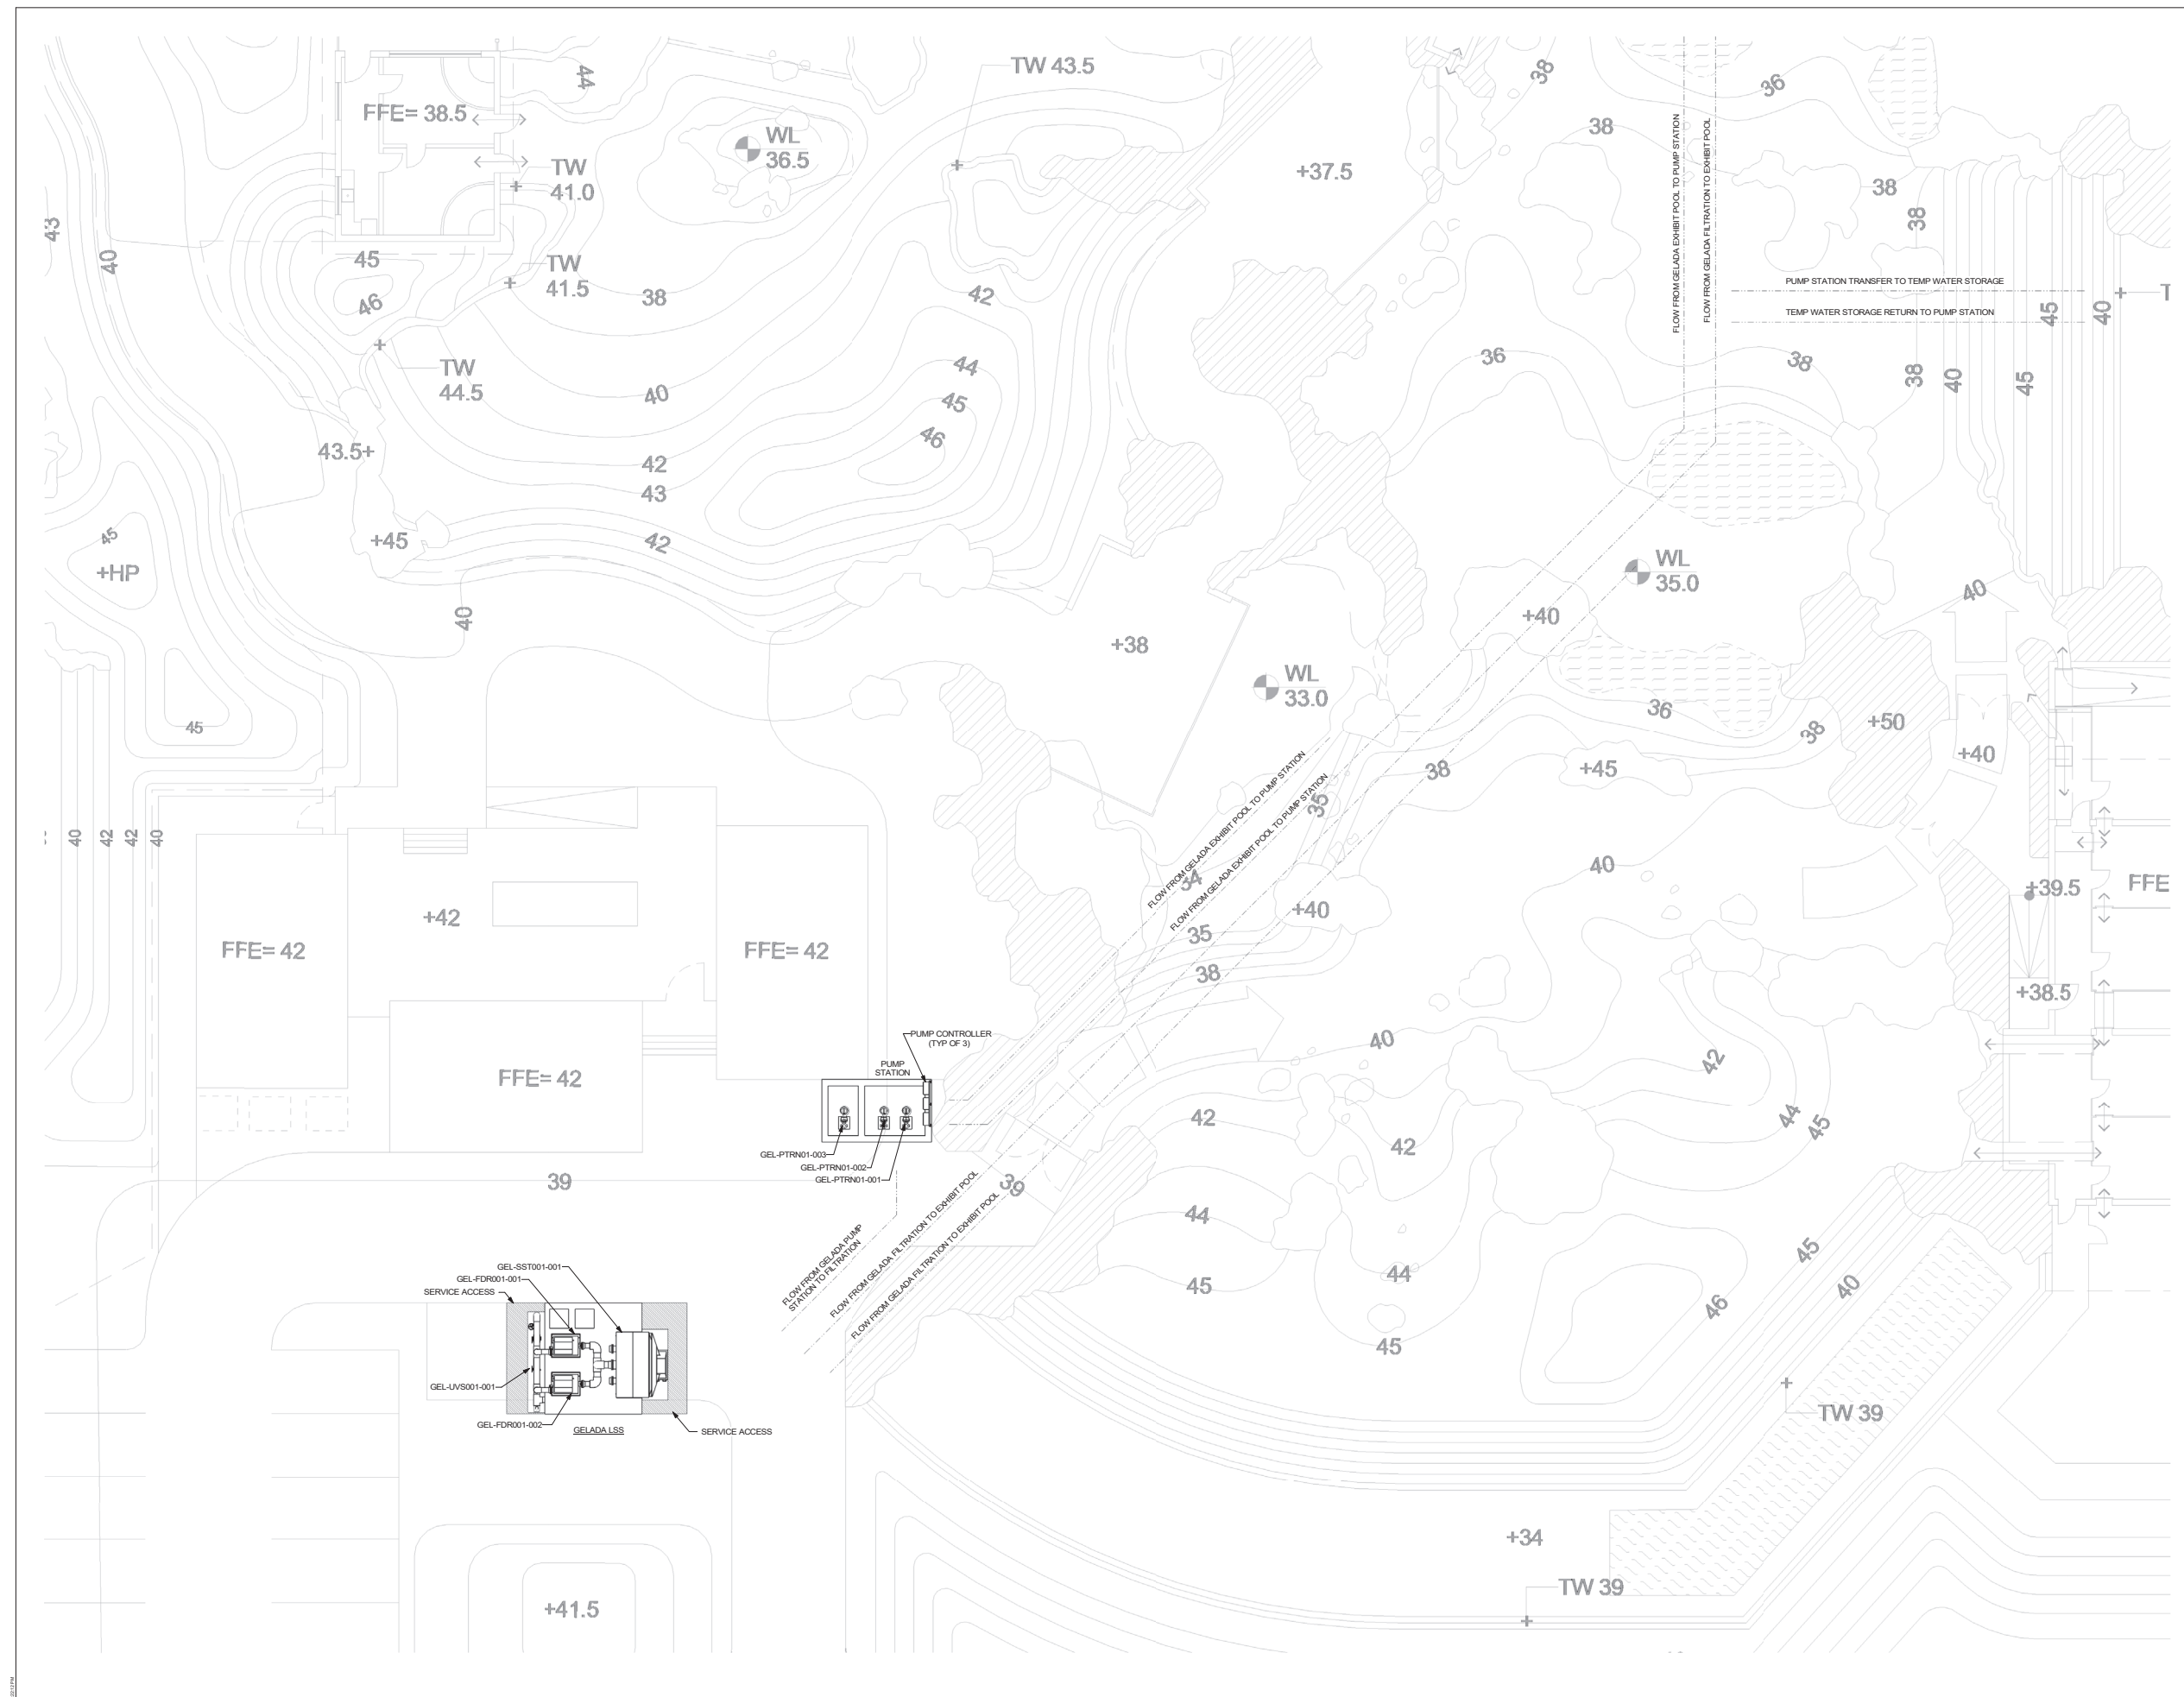 TW 43.5
44
FFE= 38.5
WL
36.5
TW
41.0
38
38
36
+37.5
38
38
43
40
45
46
TW
41.5
38
42
FLOW FROM GELADA EXHIBIT POOL TO PUMP STATION
FLOW FROM GELADA FILTRATION TO EXHIBIT POOL
PUMP STATION TRANSFER TO TEMP WATER STORAGE
TEMP WATER STORAGE RETURN TO PUMP STATION
45
40
T
TW
44.5
40
44
45
46
36
38
38
40
45
43.5+
42
43
45
+HP
+45
42
40
WL
35.0
40
+40
+38
WL
33.0
36
38
+50
+40
45
38
+45
40
42
42
40
35
34
FLOW FROM GELADA EXHIBIT POOL TO PUMP STATION
FLOW FROM GELADA EXHIBIT POOL TO PUMP STATION
40
+39.5
FFE
+42
+40
35
38
FFE= 42
FFE= 42
+38.5
PUMP CONTROLLER
(TYP OF 3)
PUMP
STATION
FFE= 42
40
42
42
42
44
45
GEL-PTRN01-003
GEL-PTRN01-002
GEL-PTRN01-001
39
39
44
45
44
45
45
40
46
FLOW FROM GELADA PUMP
STATION TO FILTRATION
FLOW FROM GELADA FILTRATION TO EXHIBIT POOL
FLOW FROM GELADA FILTRATION TO EXHIBIT POOL
GEL-SST001-001
GEL-FDR001-001
SERVICE ACCESS
GEL-UVS001-001
GEL-FDR001-002
GELADA LSS
SERVICE ACCESS
TW 39
+34
TW 39
+41.5